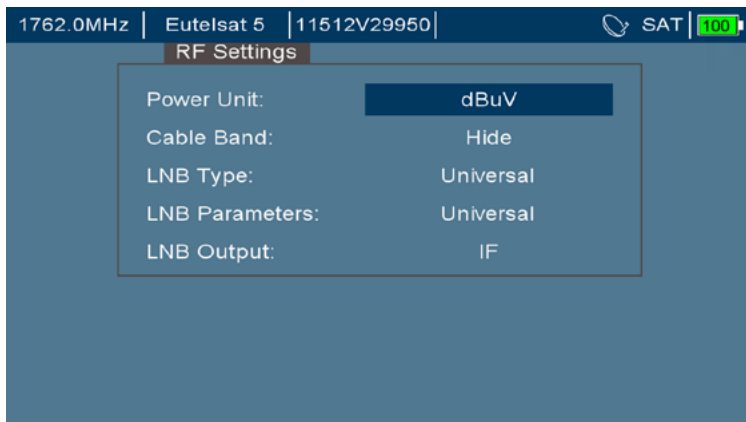 1762.0MHz Eutelsat 5 11512V29950 SAT 100
RF Settings
Power Unit: dBuV
Cable Band: Hide
LNB Type: Universal
LNB Parameters: Universal
LNB Output: IF